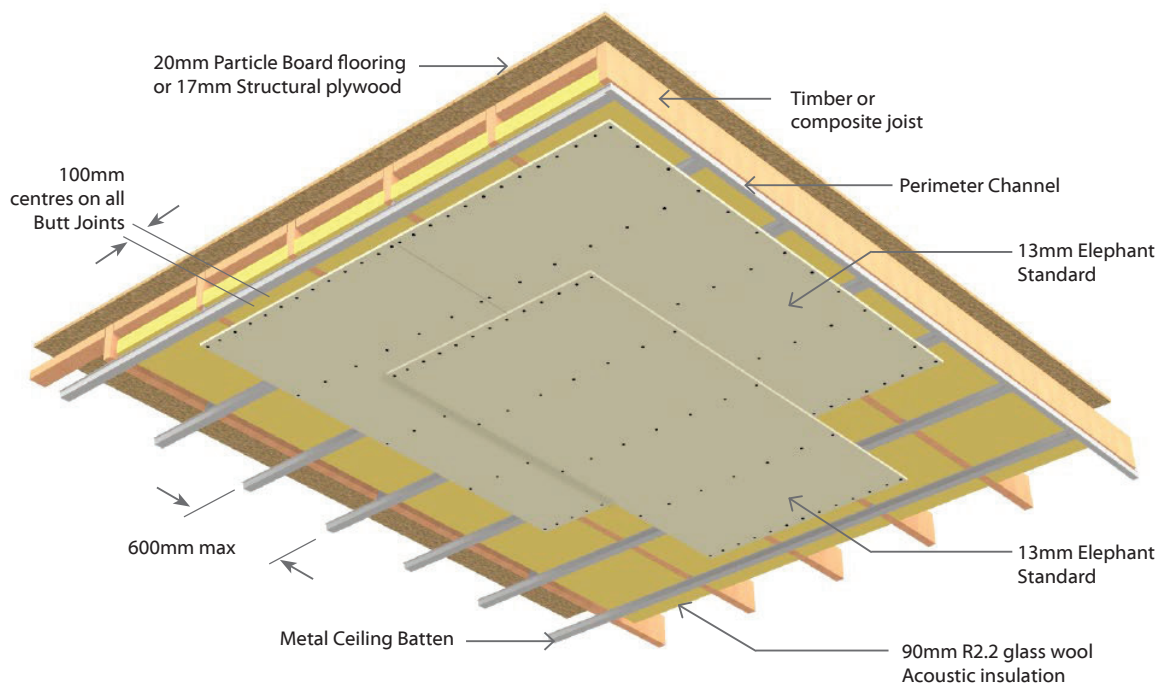 20mm Particle Board flooring
or 17mm Structural plywood
Timber or
composite joist
100mm
centres on all
Butt Joints
Perimeter Channel
13mm Elephant
Standard
600mm max
13mm Elephant
Standard
Metal Ceiling Batten
90mm R2.2 glass wool
Acoustic insulation